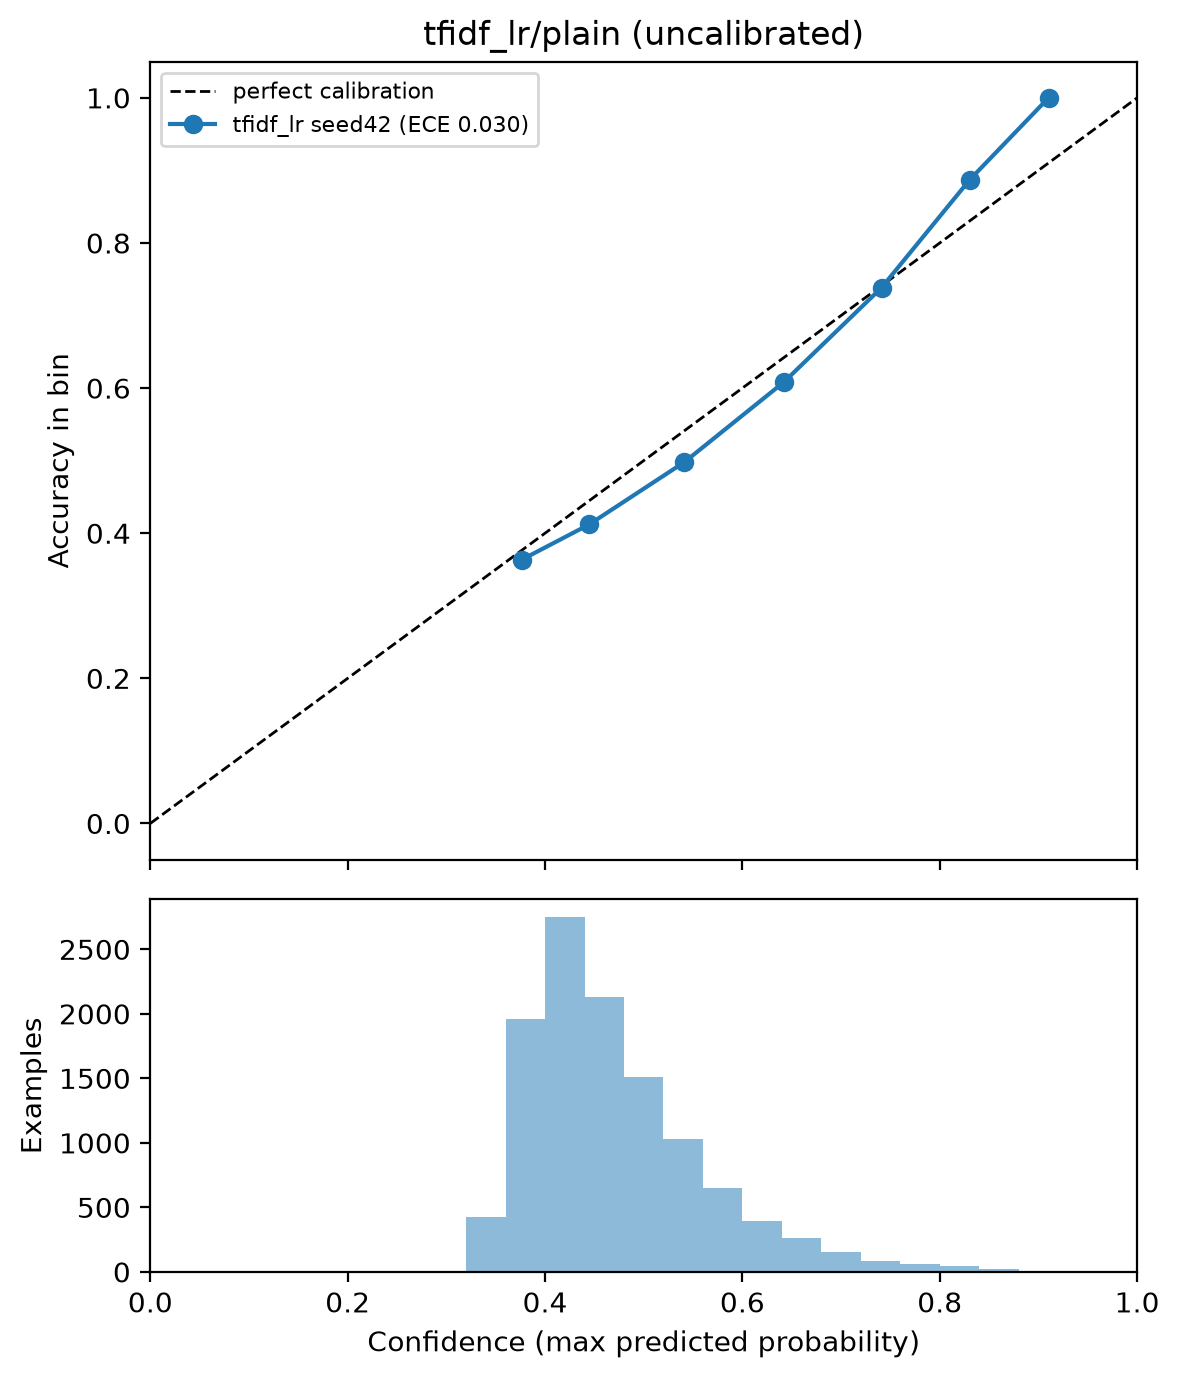 tfidf_lr/plain (uncalibrated)
perfect calibration
tfidf_lr seed42 (ECE 0.030)
1.0
0.8
0.6
0.4
0.2
0.0
Accuracy in bin
2500
2000
1500
1000
500
0
Examples
0.0 0.2 0.4 0.6 0.8 1.0
Confidence (max predicted probability)